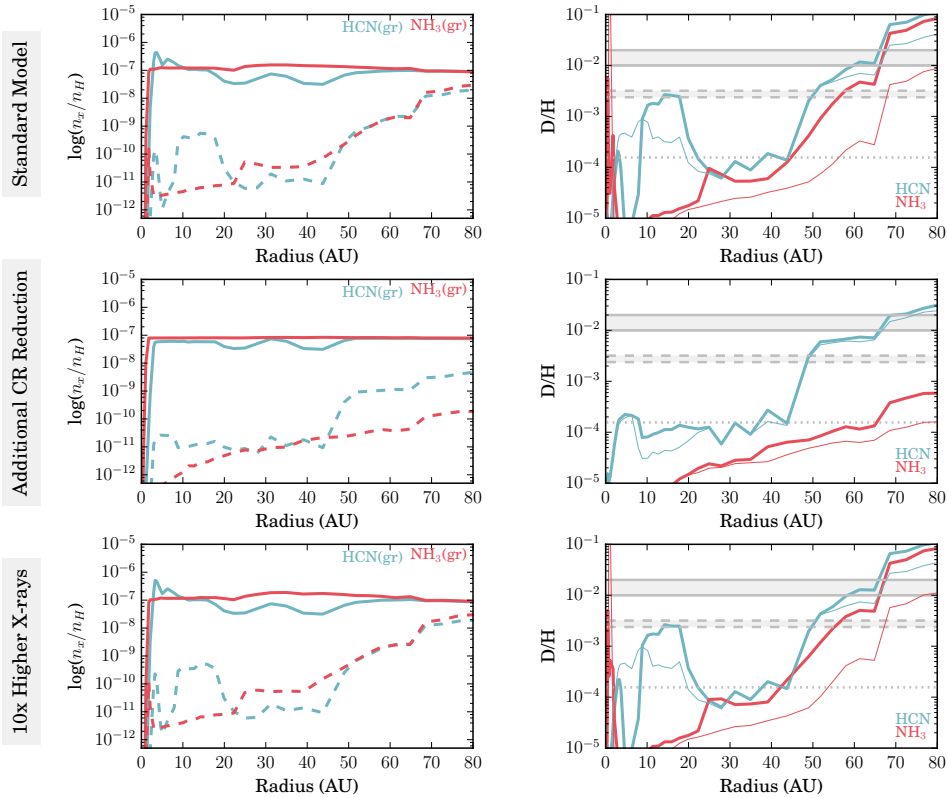 Standard Model
log(n_x/n_H)
10^{-5}
10^{-6}
10^{-7}
10^{-8}
10^{-9}
10^{-10}
10^{-11}
10^{-12}
HCN(gr) NH_3(gr)
0 10 20 30 40 50 60 70 80
Radius (AU)
D/H
10^{-1}
10^{-2}
10^{-3}
10^{-4}
10^{-5}
HCN
NH_3
0 10 20 30 40 50 60 70 80
Radius (AU)
Additional CR Reduction
log(n_x/n_H)
10^{-5}
10^{-6}
10^{-7}
10^{-8}
10^{-9}
10^{-10}
10^{-11}
10^{-12}
HCN(gr) NH_3(gr)
0 10 20 30 40 50 60 70 80
Radius (AU)
D/H
10^{-1}
10^{-2}
10^{-3}
10^{-4}
10^{-5}
HCN
NH_3
0 10 20 30 40 50 60 70 80
Radius (AU)
10x Higher X-rays
log(n_x/n_H)
10^{-5}
10^{-6}
10^{-7}
10^{-8}
10^{-9}
10^{-10}
10^{-11}
10^{-12}
HCN(gr) NH_3(gr)
0 10 20 30 40 50 60 70 80
Radius (AU)
D/H
10^{-1}
10^{-2}
10^{-3}
10^{-4}
10^{-5}
HCN
NH_3
0 10 20 30 40 50 60 70 80
Radius (AU)